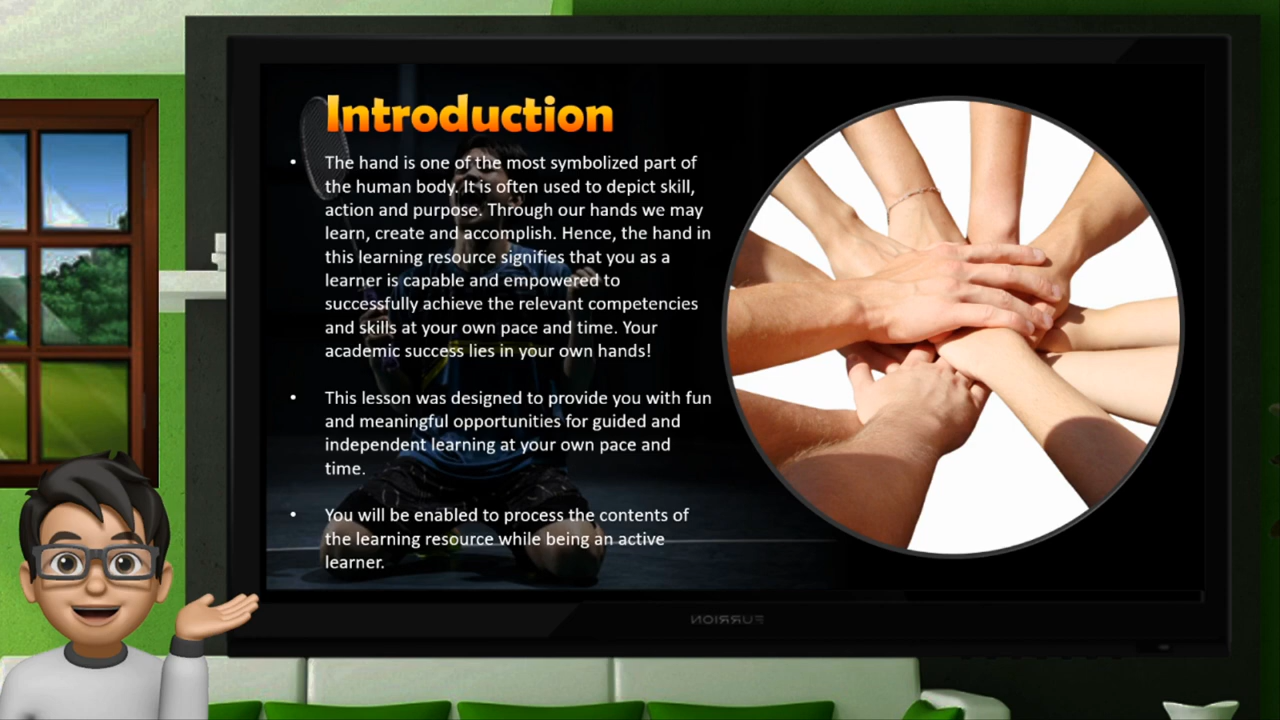 Introduction
• The hand is one of the most symbolized part of
the human body. It is often used to depict skill,
action and purpose. Through our hands we may
learn, create and accomplish. Hence, the hand in
this learning resource signifies that you as a
learner is capable and empowered to
successfully achieve the relevant competencies
and skills at your own pace and time. Your
academic success lies in your own hands!
• This lesson was designed to provide you with fun
and meaningful opportunities for guided and
independent learning at your own pace and
time.
• You will be enabled to process the contents of
the learning resource while being an active
learner.
FURRION